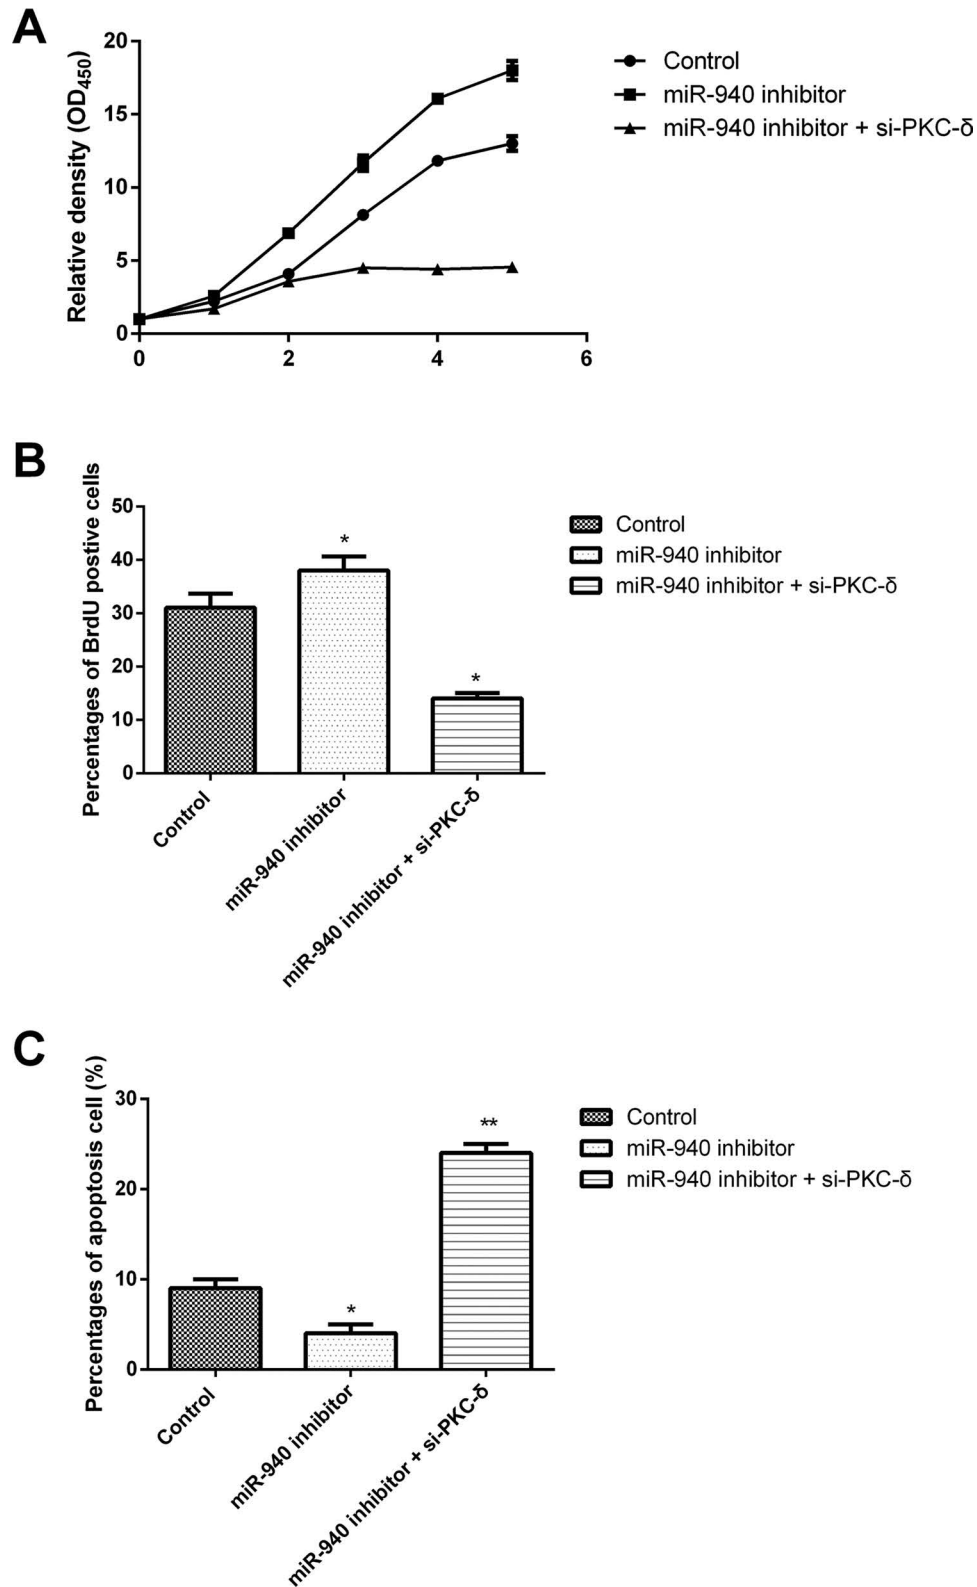 A
Relative density (OD450)
20
15
10
5
0
0 2 4 6
Control
miR-940 inhibitor
miR-940 inhibitor + si-PKC-δ
B
Percentages of BrdU postive cells
50
40
30
20
10
0
*
*
Control
miR-940 inhibitor
miR-940 inhibitor + si-PKC-δ
Control
miR-940 inhibitor
miR-940 inhibitor + si-PKC-δ
C
Percentages of apoptosis cell (%)
30
20
10
0
*
**
Control
miR-940 inhibitor
miR-940 inhibitor + si-PKC-δ
Control
miR-940 inhibitor
miR-940 inhibitor + si-PKC-δ